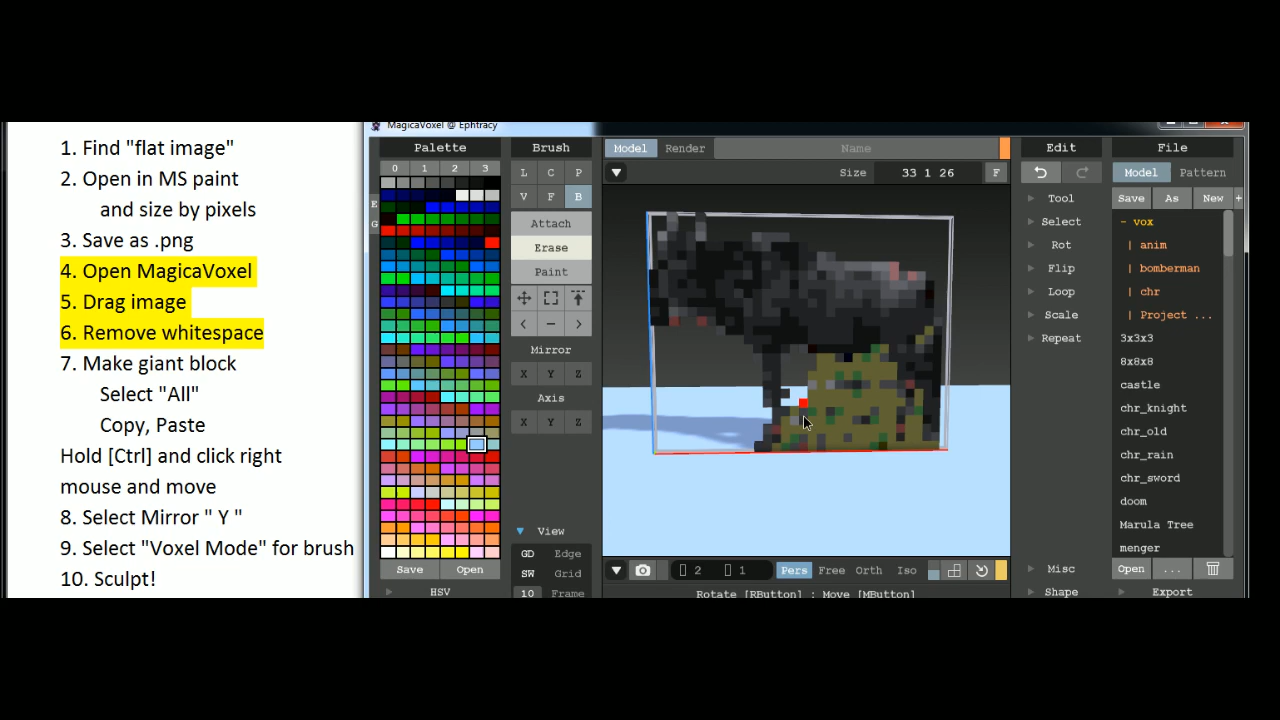 1. Find "flat image"
2. Open in MS paint
and size by pixels
3. Save as .png
4. Open MagicaVoxel
5. Drag image
6. Remove whitespace
7. Make giant block
Select "All"
Copy, Paste
Hold [Ctrl] and click right
mouse and move
8. Select Mirror " Y "
9. Select "Voxel Mode" for brush
10. Sculpt!
MagicaVoxel @ Ephtracy
Palette
0 1 2 3
E
G
Save Open
HSV
Brush
L C P
V F B
Attach
Erase
Paint
Mirror
X Y Z
Axis
X Y Z
View
GD Edge
SW Grid
10 Frame
Model Render Name
Size 33 1 26 F
2 1 Pers Free Orth Iso
Rotate [RButton] : Move [MButton]
Edit
Tool
Select
Rot
Flip
Loop
Scale
Repeat
Misc
Shape
File
Model Pattern
Save As New +
- vox
| anim
| bomberman
| chr
| Project ...
3x3x3
8x8x8
castle
chr_knight
chr_old
chr_rain
chr_sword
doom
Marula Tree
menger
Open ...
Export